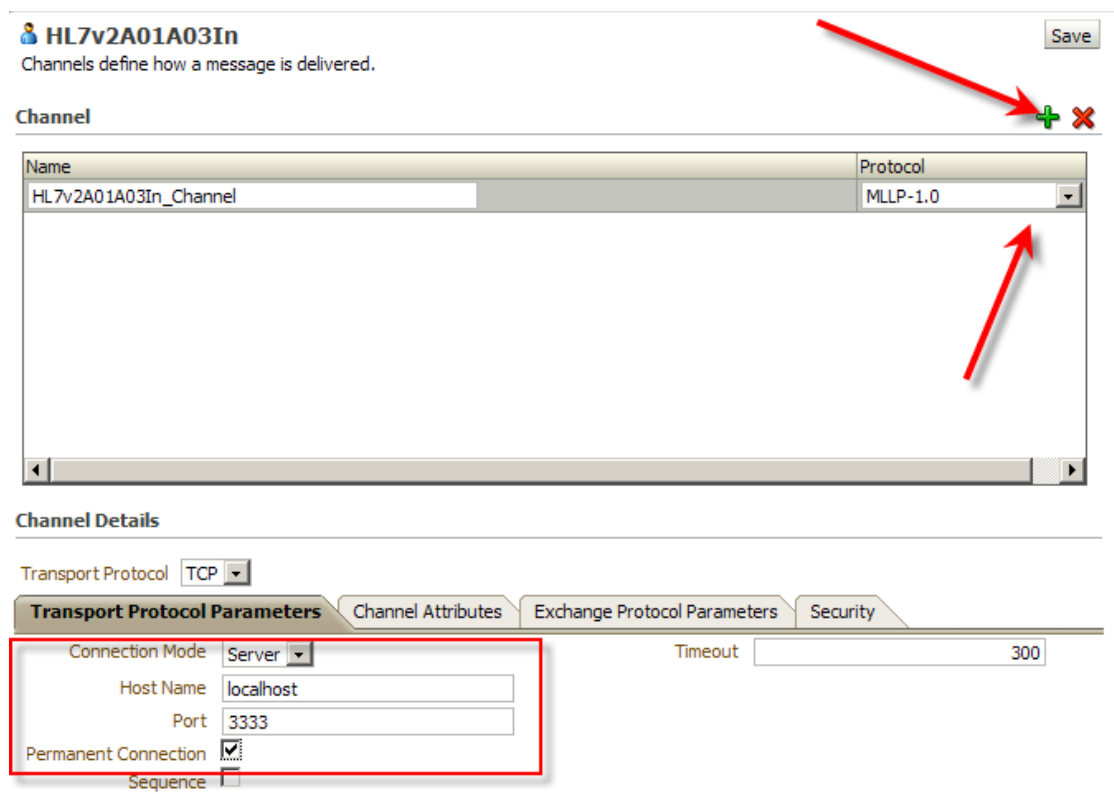 HL7v2A01A03In
Save
Channels define how a message is delivered.
Channel
Name Protocol
HL7v2A01A03In_Channel MLLP-1.0
Channel Details
Transport Protocol TCP
Transport Protocol Parameters Channel Attributes Exchange Protocol Parameters Security
Connection Mode Server Timeout 300
Host Name localhost
Port 3333
Permanent Connection
Sequence